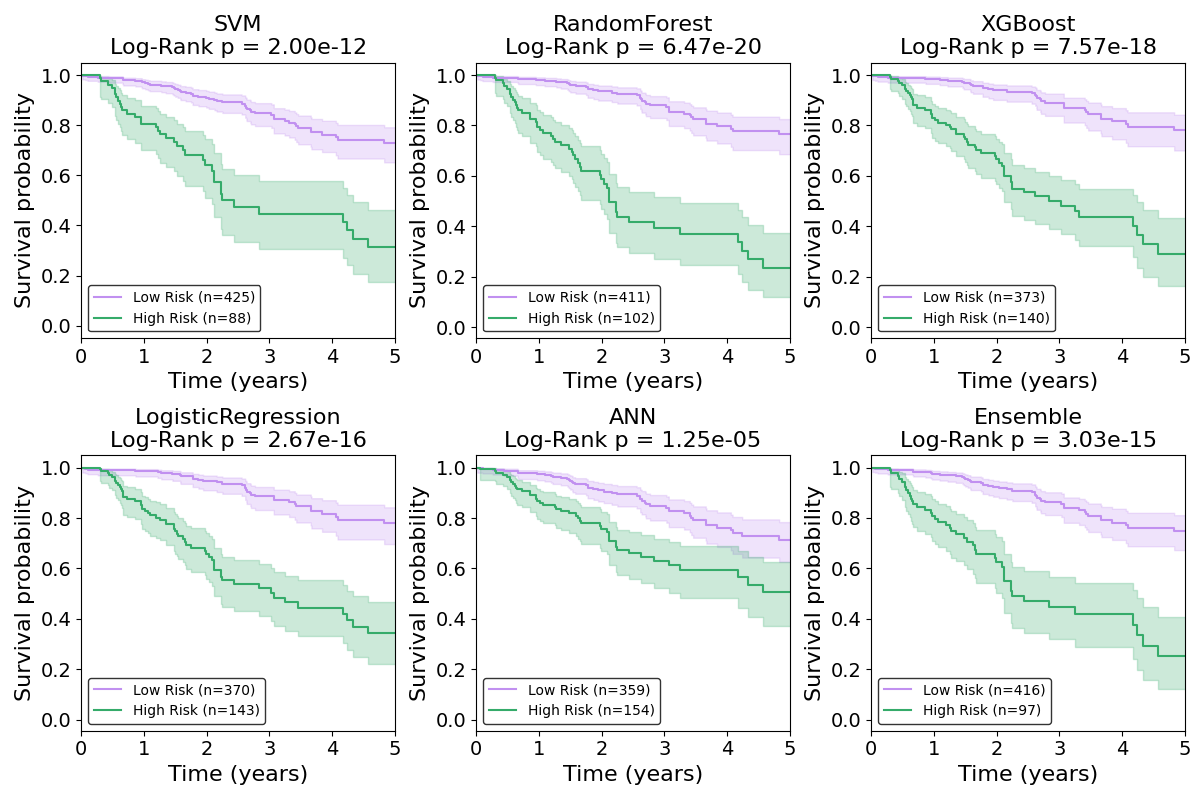 SVM
Log-Rank p = 2.00e-12
Survival probability
1.0
0.8
0.6
0.4
0.2
0.0
Low Risk (n=425)
High Risk (n=88)
0 1 2 3 4 5
Time (years)
RandomForest
Log-Rank p = 6.47e-20
Survival probability
1.0
0.8
0.6
0.4
0.2
0.0
Low Risk (n=411)
High Risk (n=102)
0 1 2 3 4 5
Time (years)
XGBoost
Log-Rank p = 7.57e-18
Survival probability
1.0
0.8
0.6
0.4
0.2
0.0
Low Risk (n=373)
High Risk (n=140)
0 1 2 3 4 5
Time (years)
LogisticRegression
Log-Rank p = 2.67e-16
Survival probability
1.0
0.8
0.6
0.4
0.2
0.0
Low Risk (n=370)
High Risk (n=143)
0 1 2 3 4 5
Time (years)
ANN
Log-Rank p = 1.25e-05
Survival probability
1.0
0.8
0.6
0.4
0.2
0.0
Low Risk (n=359)
High Risk (n=154)
0 1 2 3 4 5
Time (years)
Ensemble
Log-Rank p = 3.03e-15
Survival probability
1.0
0.8
0.6
0.4
0.2
0.0
Low Risk (n=416)
High Risk (n=97)
0 1 2 3 4 5
Time (years)